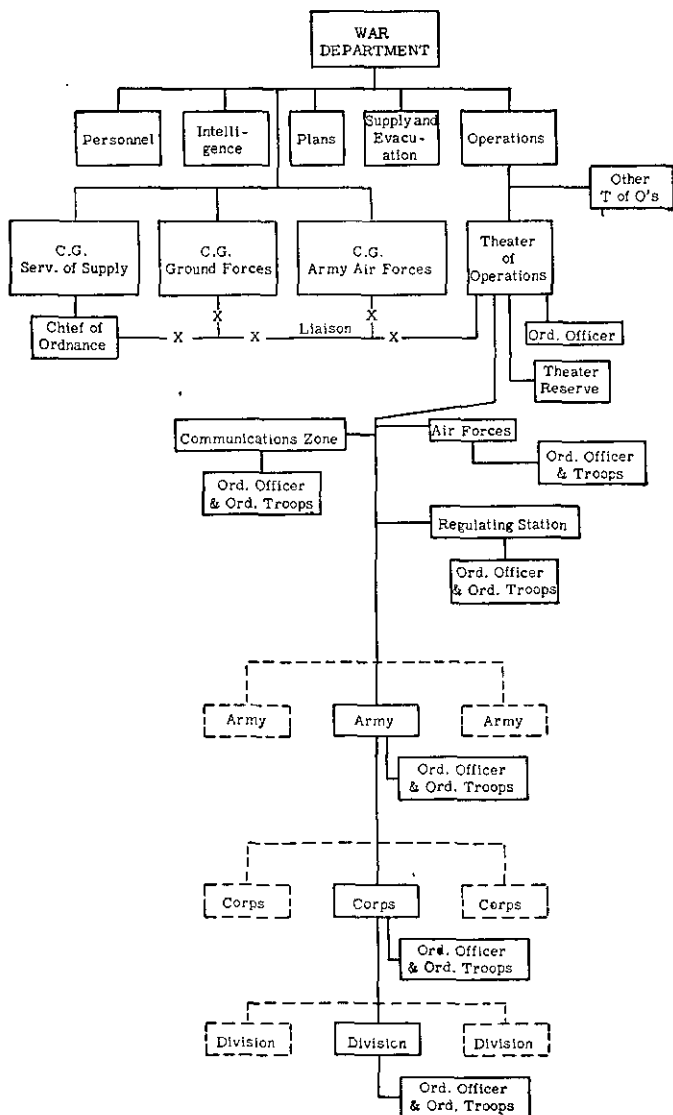 WAR
DEPARTMENT
Personnel
Intelli-
gence
Plans
Supply and
Evacu-
ation
Operations
Other
T of O's
C.G.
Serv. of Supply
C.G.
Ground Forces
C.G.
Army Air Forces
Theater
of
Operations
Chief of
Ordnance
X
X
X
X
Liaison
X
Ord. Officer
Theater
Reserve
Communications Zone
Air Forces
Ord. Officer
& Ord. Troops
Ord. Officer
& Troops
Regulating Station
Ord. Officer
& Ord. Troops
Army
Army
Army
Ord. Officer
& Ord. Troops
Corps
Corps
Corps
Ord. Officer
& Ord. Troops
Division
Division
Division
Ord. Officer
& Ord. Troops